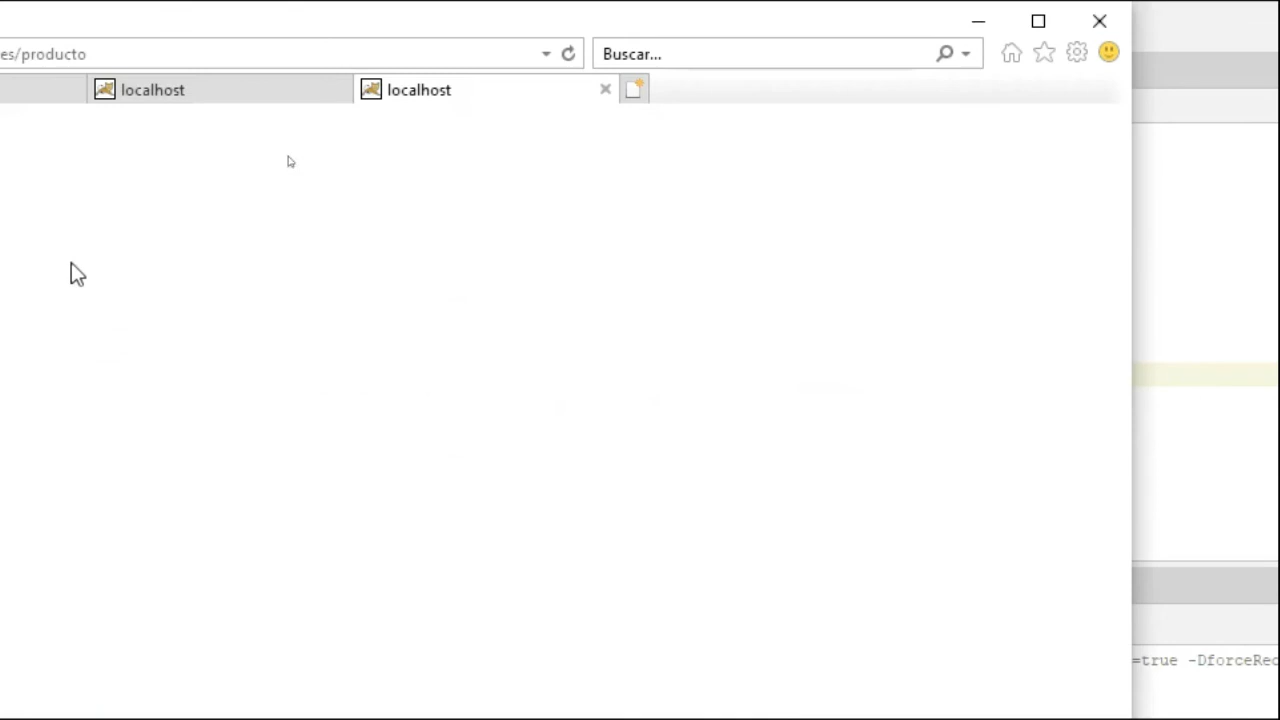 es/producto
Buscar...
localhost
localhost
=true -DforceRec